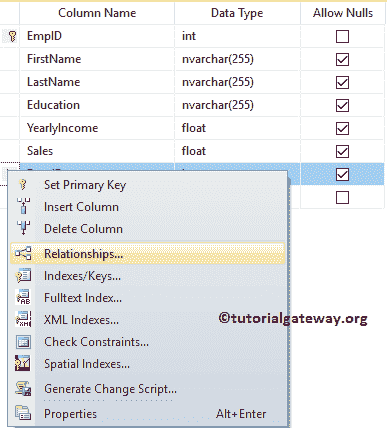 Column Name Data Type Allow Nulls
EmpID int
FirstName nvarchar(255)
LastName nvarchar(255)
Education nvarchar(255)
YearlyIncome float
Sales float
Set Primary Key
Insert Column
Delete Column
Relationships...
Indexes/Keys...
Fulltext Index...
XML Indexes...
©tutorialgateway.org
Check Constraints...
Spatial Indexes...
Generate Change Script...
Properties Alt+Enter